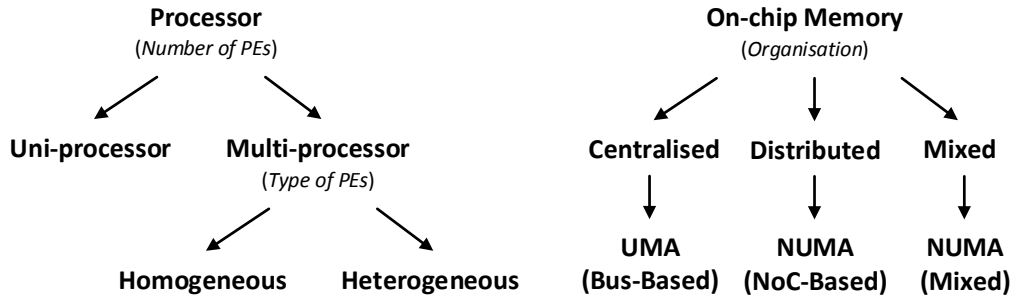 Processor
(Number of PEs)
Uni-processor
Multi-processor
(Type of PEs)
Homogeneous
Heterogeneous
On-chip Memory
(Organisation)
Centralised
Distributed
Mixed
UMA
(Bus-Based)
NUMA
(NoC-Based)
NUMA
(Mixed)